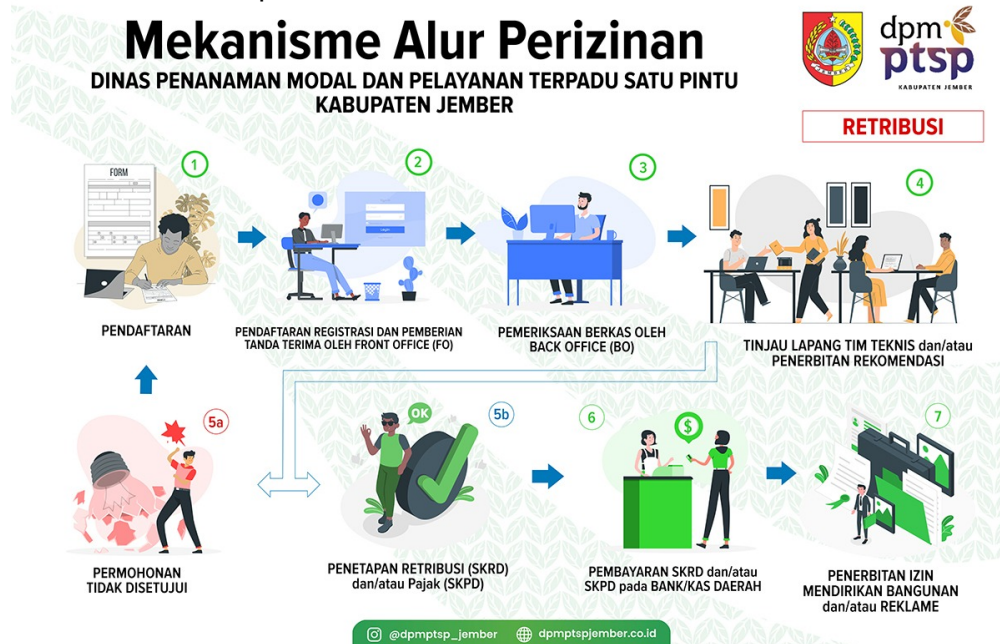 Mekanisme Alur Perizinan
DINAS PENANAMAN MODAL DAN PELAYANAN TERPADU SATU PINTU
KABUPATEN JEMBER
dpm
ptsp
KABUPATEN JEMBER
RETRIBUSI
1
FORM
PENDAFTARAN
2
PENDAFTARAN REGISTRASI DAN PEMBERIAN
TANDA TERIMA OLEH FRONT OFFICE (FO)
3
PEMERIKSAAN BERKAS OLEH
BACK OFFICE (BO)
4
TINJAU LAPANG TIM TEKNIS dan/atau
PENERBITAN REKOMENDASI
5a
PERMOHONAN
TIDAK DISETUJUI
5b
OK
PENETAPAN RETRIBUSI (SKRD)
dan/atau Pajak (SKPD)
6
$
PEMBAYARAN SKRD dan/atau
SKPD pada BANK/KAS DAERAH
7
PENERBITAN IZIN
MENDIRIKAN BANGUNAN
dan/atau REKLAME
@dpmptsp_jember
dpmptspjember.co.id